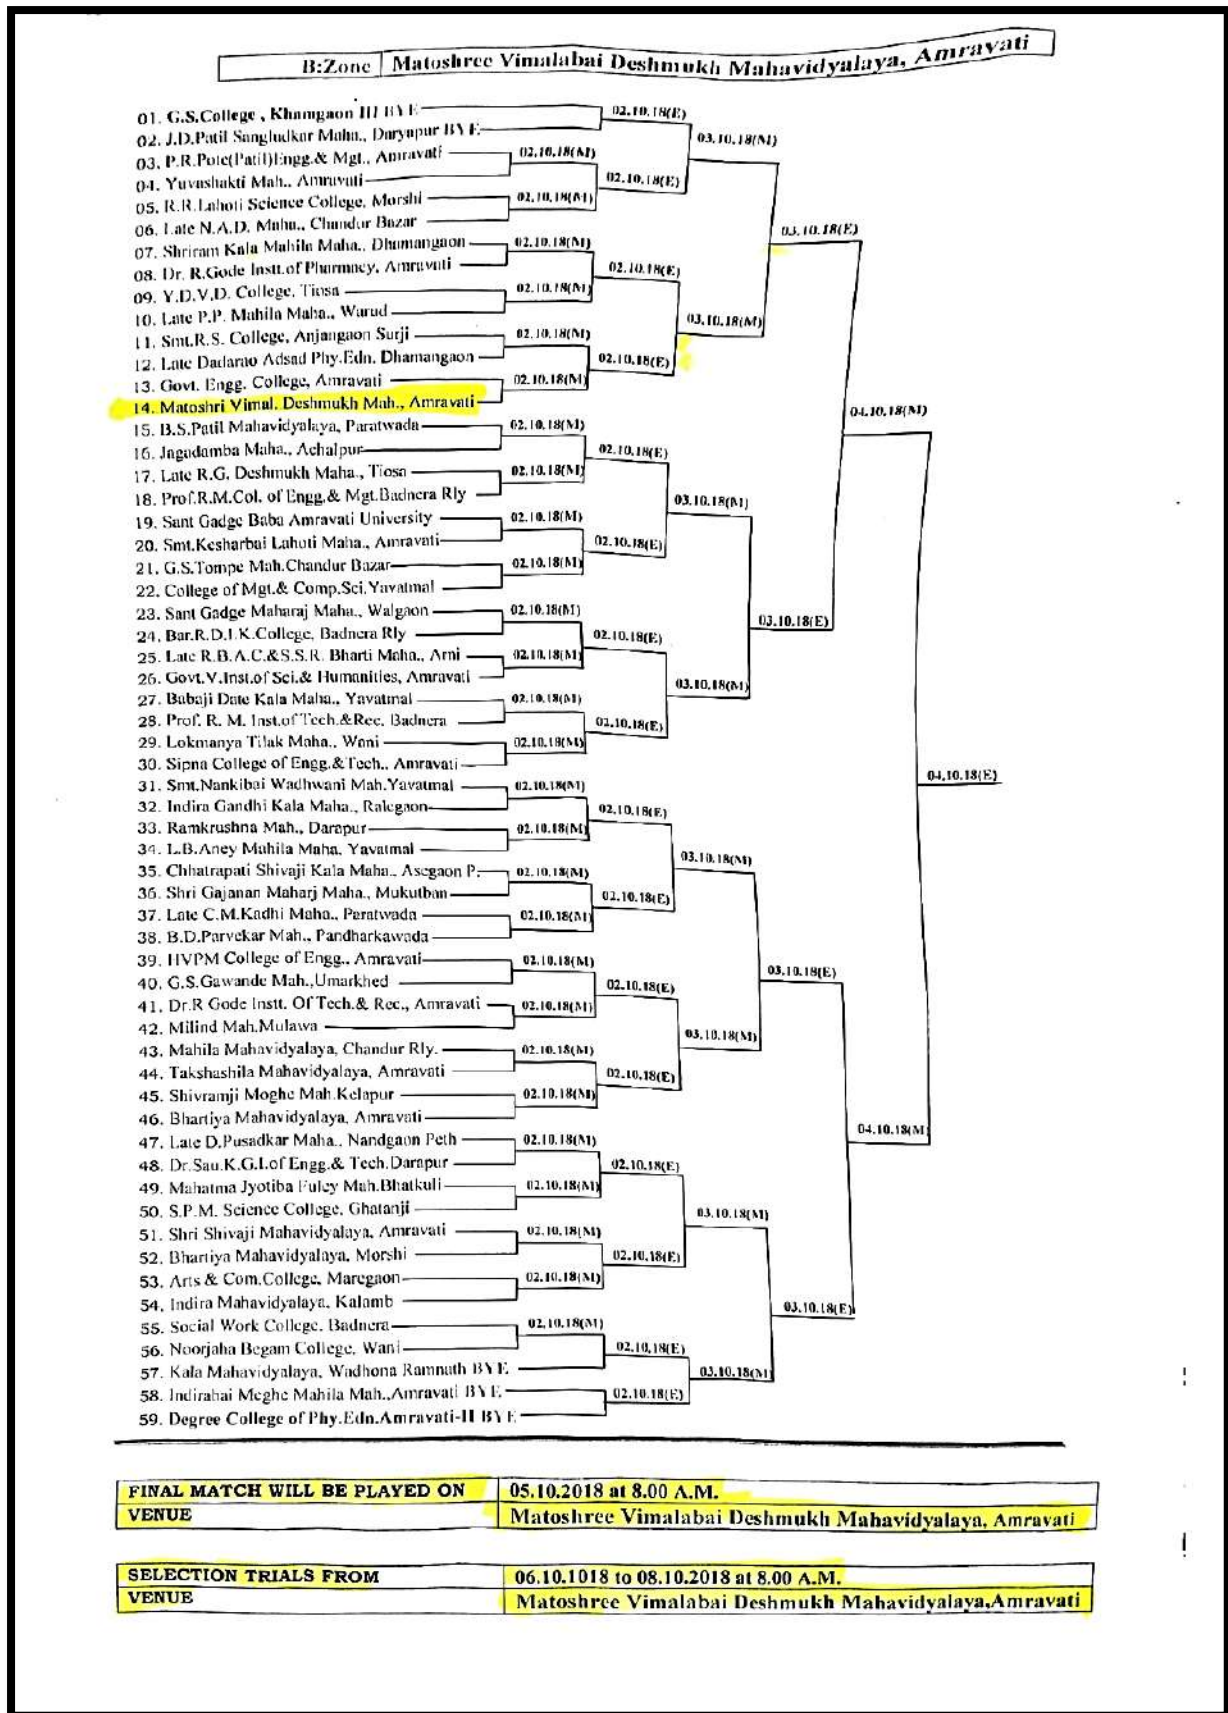 B:Zone Matoshree Vimalabai Deshmukh Mahavidyalaya, Amravati
01. G.S.College , Khamgaon III BYE
02.10.18(E)
02. J.D.Patil Sangludkar Maha., Daryapur BYE
03.10.18(M)
03. P.R.Pote(Patil)Engg.& Mgt., Amravati 02.10.18(M)
04. Yuvashakti Mah., Amravati 02.10.18(E)
05. R.R.Lahoti Science College, Morshi 02.10.18(M)
06. Late N.A.D. Maha., Chandur Bazar
03.10.18(E)
07. Shriram Kala Mahila Maha., Dhamangaon 02.10.18(M)
08. Dr. R.Gode Instt.of Pharmacy, Amravati 02.10.18(E)
09. Y.D.V.D. College, Tiosa 02.10.18(M)
10. Late P.P. Mahila Maha., Warud 03.10.18(M)
11. Smt.R.S. College, Anjangaon Surji 02.10.18(M)
12. Late Dadarao Adsad Phy.Edn. Dhamangaon 02.10.18(E)
13. Govt. Engg. College, Amravati 02.10.18(M)
14. Matoshri Vimal. Deshmukh Mah., Amravati
04.10.18(M)
15. B.S.Patil Mahavidyalaya, Paratwada 02.10.18(M)
16. Jagadamba Maha., Achalpur 02.10.18(E)
17. Late R.G. Deshmukh Maha., Tiosa 02.10.18(M)
18. Prof.R.M.Col. of Engg.& Mgt.Badnera Rly 03.10.18(M)
19. Sant Gadge Baba Amravati University 02.10.18(M)
20. Smt.Kesharbai Lahoti Maha., Amravati 02.10.18(E)
21. G.S.Tompe Mah.Chandur Bazar 02.10.18(M)
22. College of Mgt.& Comp.Sci.Yavatmal
23. Sant Gadge Maharaj Maha., Walgaon 02.10.18(M)
03.10.18(E)
24. Bar.R.D.I.K.College, Badnera Rly 02.10.18(E)
25. Late R.B.A.C.&S.S.R. Bharti Maha., Arni 02.10.18(M)
26. Govt.V.Inst.of Sci.& Humanities, Amravati 03.10.18(M)
27. Babaji Date Kala Maha., Yavatmal 02.10.18(M)
28. Prof. R. M. Inst.of Tech.&Rec. Badnera 02.10.18(E)
29. Lokmanya Tilak Maha., Wani 02.10.18(M)
30. Sipna College of Engg.&Tech., Amravati
04.10.18(E)
31. Smt.Nankibai Wadhwani Mah.Yavatmal 02.10.18(M)
32. Indira Gandhi Kala Maha., Ralegaon 02.10.18(E)
33. Ramkrushna Mah., Darapur 02.10.18(M)
34. L.B.Aney Mahila Maha. Yavatmal
03.10.18(M)
35. Chhatrapati Shivaji Kala Maha., Asegaon P. 02.10.18(M)
36. Shri Gajanan Maharj Maha., Mukutban 02.10.18(E)
37. Late C.M.Kadhi Maha., Paratwada 02.10.18(M)
38. B.D.Parvekar Mah., Pandharkawada
39. HVPM College of Engg., Amravati 02.10.18(M)
03.10.18(E)
40. G.S.Gawande Mah.,Umarkhed 02.10.18(E)
41. Dr.R Gode Instt. Of Tech.& Rec., Amravati 02.10.18(M)
42. Milind Mah.Mulawa 03.10.18(M)
43. Mahila Mahavidyalaya, Chandur Rly. 02.10.18(M)
44. Takshashila Mahavidyalaya, Amravati 02.10.18(E)
45. Shivramji Moghe Mah.Kelapur 02.10.18(M)
46. Bhartiya Mahavidyalaya, Amravati
04.10.18(M)
47. Late D.Pusadkar Maha., Nandgaon Peth 02.10.18(M)
48. Dr.Sau.K.G.I.of Engg.& Tech.Darapur 02.10.18(E)
49. Mahatma Jyotiba Fuley Mah.Bhatkuli 02.10.18(M)
50. S.P.M. Science College, Ghatanji 03.10.18(M)
51. Shri Shivaji Mahavidyalaya, Amravati 02.10.18(M)
52. Bhartiya Mahavidyalaya, Morshi 02.10.18(E)
53. Arts & Com.College, Maregaon 02.10.18(M)
54. Indira Mahavidyalaya, Kalamb
03.10.18(E)
55. Social Work College. Badnera 02.10.18(M)
56. Noorjaha Begam College, Wani 02.10.18(E)
57. Kala Mahavidyalaya, Wadhona Ramnath BYE 03.10.18(M)
58. Indirabai Meghe Mahila Mah.,Amravati BYE 02.10.18(E)
59. Degree College of Phy.Edn.Amravati-II BYE
FINAL MATCH WILL BE PLAYED ON 05.10.2018 at 8.00 A.M.
VENUE Matoshree Vimalabai Deshmukh Mahavidyalaya, Amravati
SELECTION TRIALS FROM 06.10.1018 to 08.10.2018 at 8.00 A.M.
VENUE Matoshree Vimalabai Deshmukh Mahavidyalaya,Amravati